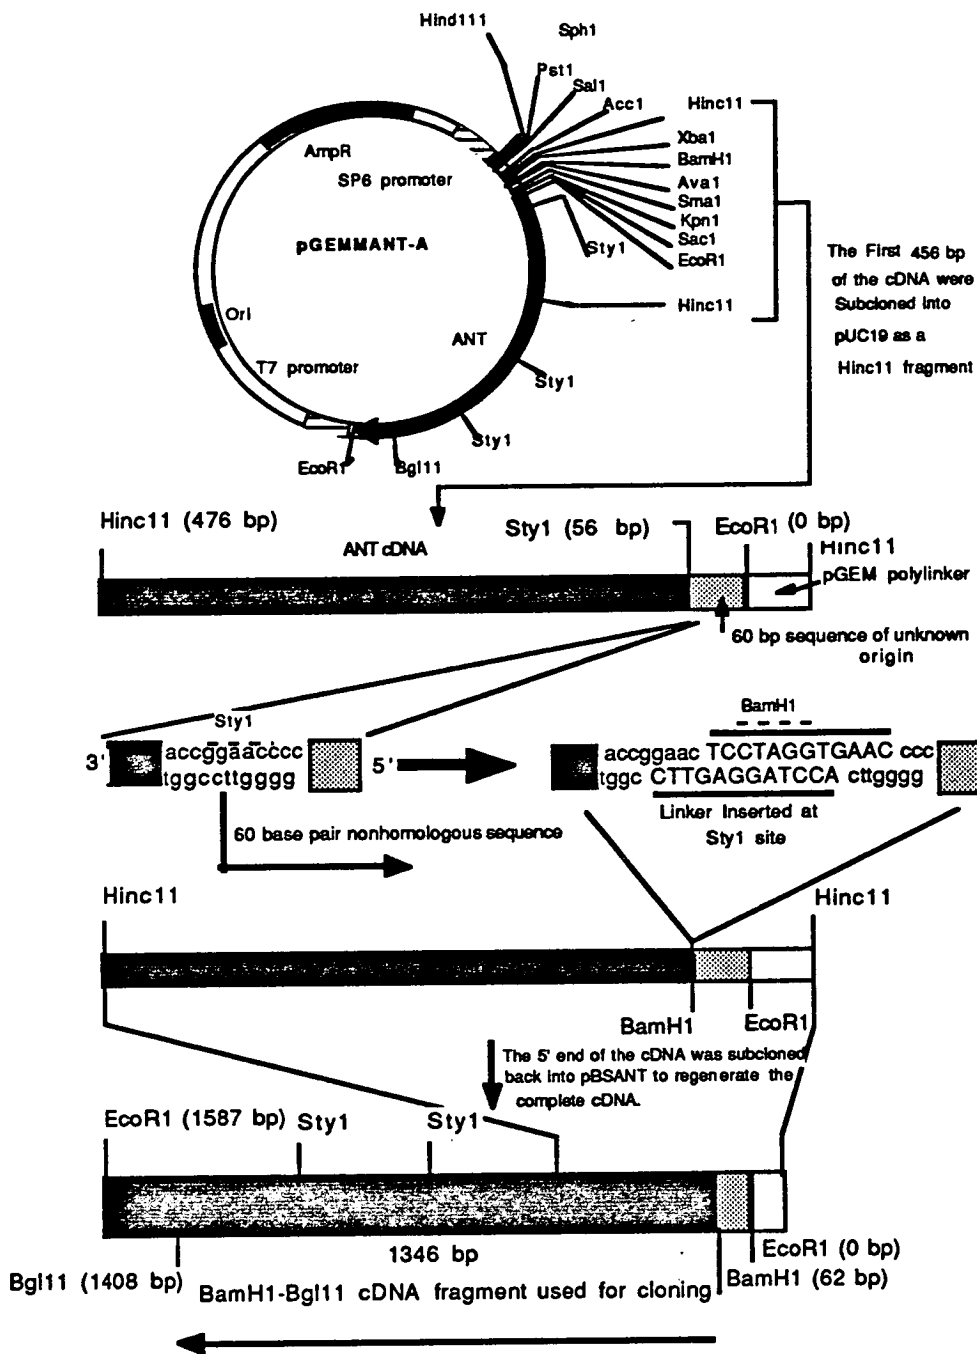 Hind111
Sph1
Pst1
Sal1
Acc1
Hinc11
Xba1
BamH1
Ava1
Sma1
Kpn1
Sac1
EcoR1
Sty1
Hinc11
AmpR
SP6 promoter
pGEMMANT-A
Ori
ANT
T7 promoter
Sty1
Sty1
EcoR1
Bgl11
The First 456 bp
of the cDNA were
Subcloned into
pUC19 as a
Hinc11 fragment
Hinc11 (476 bp)
ANT cDNA
Sty1 (56 bp)
EcoR1 (0 bp)
Hinc11
pGEM polylinker
60 bp sequence of unknown
origin
Sty1
3'
accggaacccc
tggccttgggg
5'
BamH1
accggaac TCCTAGGTGAAC ccc
tggc CTTGAGGATCCA cttgggg
Linker Inserted at
Sty1 site
60 base pair nonhomologous sequence
Hinc11
Hinc11
BamH1
EcoR1
The 5' end of the cDNA was subcloned
back into pBSANT to regenerate the
complete cDNA.
EcoR1 (1587 bp)
Sty1
Sty1
1346 bp
EcoR1 (0 bp)
Bgl11 (1408 bp)
BamH1 (62 bp)
BamH1-Bgl11 cDNA fragment used for cloning